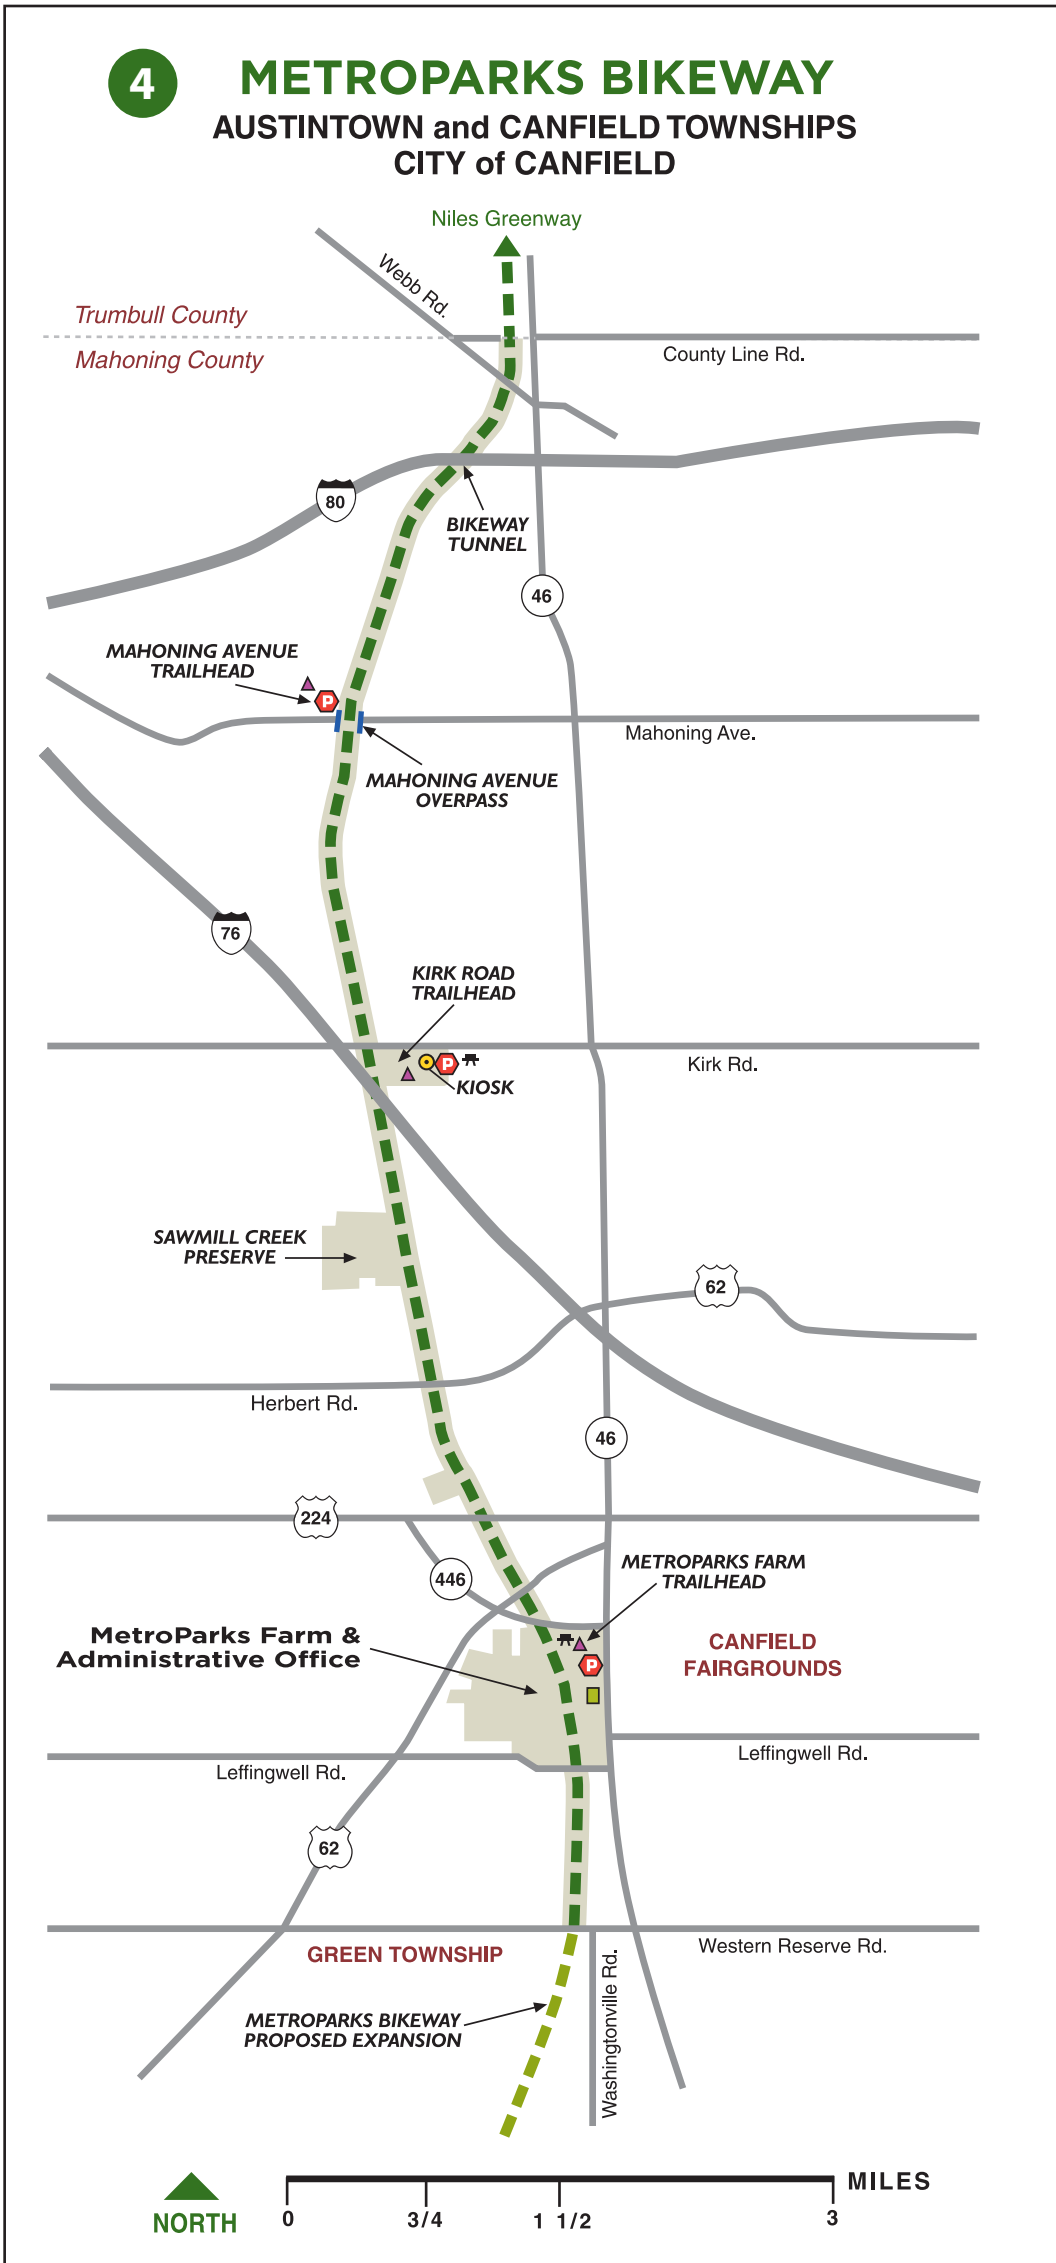 4
METROPARKS BIKEWAY
AUSTINTOWN and CANFIELD TOWNSHIPS
CITY of CANFIELD
Niles Greenway
Webb Rd.
Trumbull County
Mahoning County
County Line Rd.
80
BIKEWAY
TUNNEL
46
MAHONING AVENUE
TRAILHEAD
P
Mahoning Ave.
MAHONING AVENUE
OVERPASS
76
KIRK ROAD
TRAILHEAD
P
Kirk Rd.
KIOSK
SAWMILL CREEK
PRESERVE
62
Herbert Rd.
46
224
446
METROPARKS FARM
TRAILHEAD
MetroParks Farm &
Administrative Office
P
CANFIELD
FAIRGROUNDS
Leffingwell Rd.
Leffingwell Rd.
62
Western Reserve Rd.
GREEN TOWNSHIP
Washingtonville Rd.
METROPARKS BIKEWAY
PROPOSED EXPANSION
NORTH
MILES
0 3/4 1 1/2 3